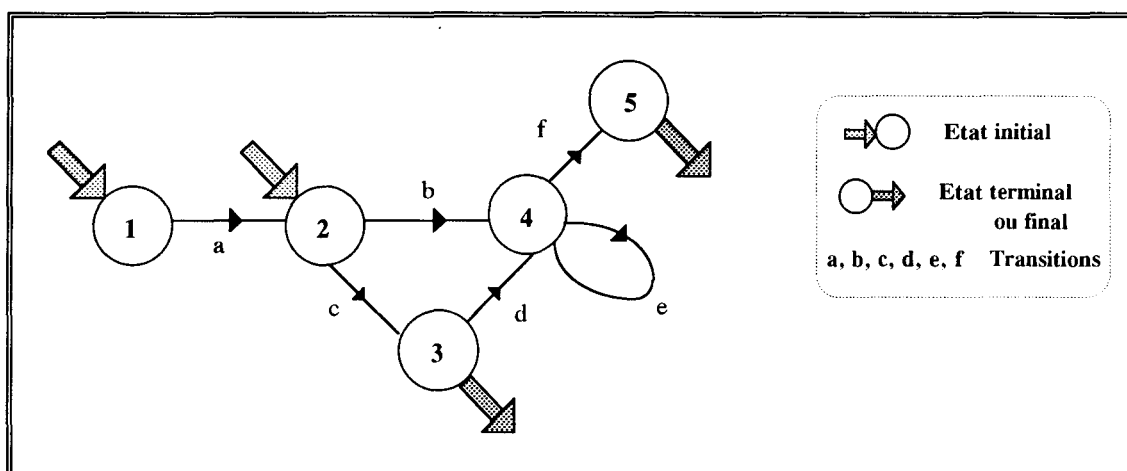 5
f
1
a
2
b
4
c
d
e
3
Etat initial
Etat terminal
ou final
a, b, c, d, e, f Transitions